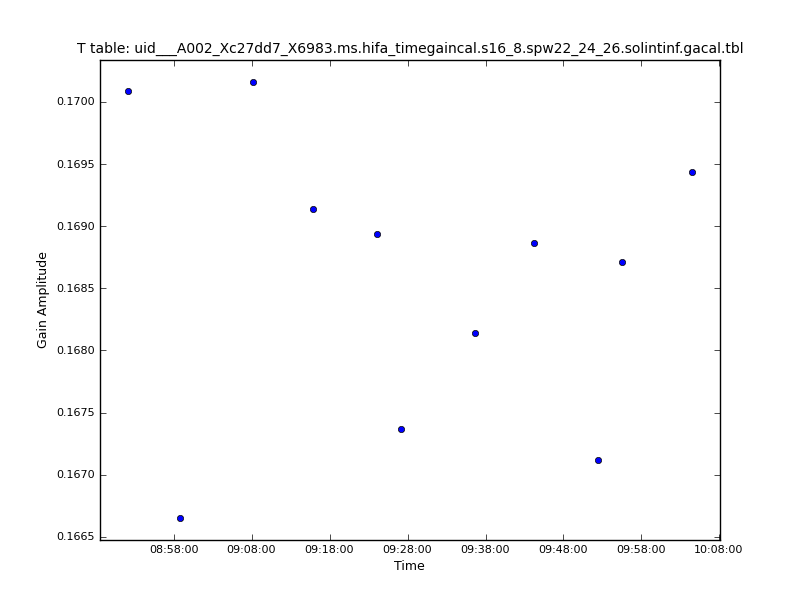 T table: uid___A002_Xc27dd7_X6983.ms.hifa_timegaincal.s16_8.spw22_24_26.solintinf.gacal.tbl
0.1700
0.1695
0.1690
0.1685
0.1680
0.1675
0.1670
0.1665
Gain Amplitude
08:58:00 09:08:00 09:18:00 09:28:00 09:38:00 09:48:00 09:58:00 10:08:00
Time